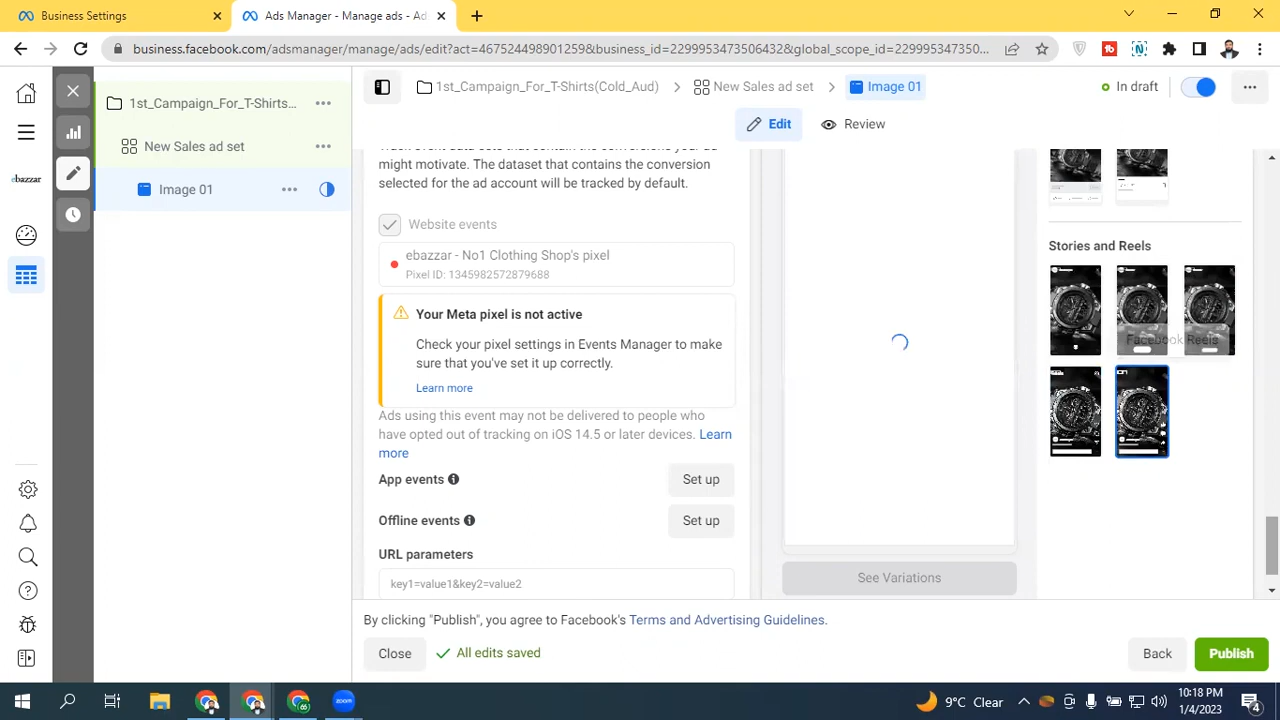 Business Settings
Ads Manager - Manage ads - Ad
business.facebook.com/adsmanager/manage/ads/edit?act=467524498901259&business_id=2299953473506432&global_scope_id=229995347350...
1st_Campaign_For_T-Shirts(Cold_Aud)
New Sales ad set
Image 01
In draft
Edit
Review
1st_Campaign_For_T-Shirts...
New Sales ad set
Image 01
ebazzar
might motivate. The dataset that contains the conversion
selected for the ad account will be tracked by default.
Website events
ebazzar - No1 Clothing Shop's pixel
Pixel ID: 1345982572879688
Your Meta pixel is not active
Check your pixel settings in Events Manager to make
sure that you've set it up correctly.
Learn more
Ads using this event may not be delivered to people who
have opted out of tracking on iOS 14.5 or later devices. Learn
more
App events
Set up
Offline events
Set up
URL parameters
key1=value1&key2=value2
See Variations
Stories and Reels
Facebook Reels
By clicking "Publish", you agree to Facebook's Terms and Advertising Guidelines.
Close
All edits saved
Back
Publish
zoom
9°C Clear
10:18 PM
1/4/2023
4